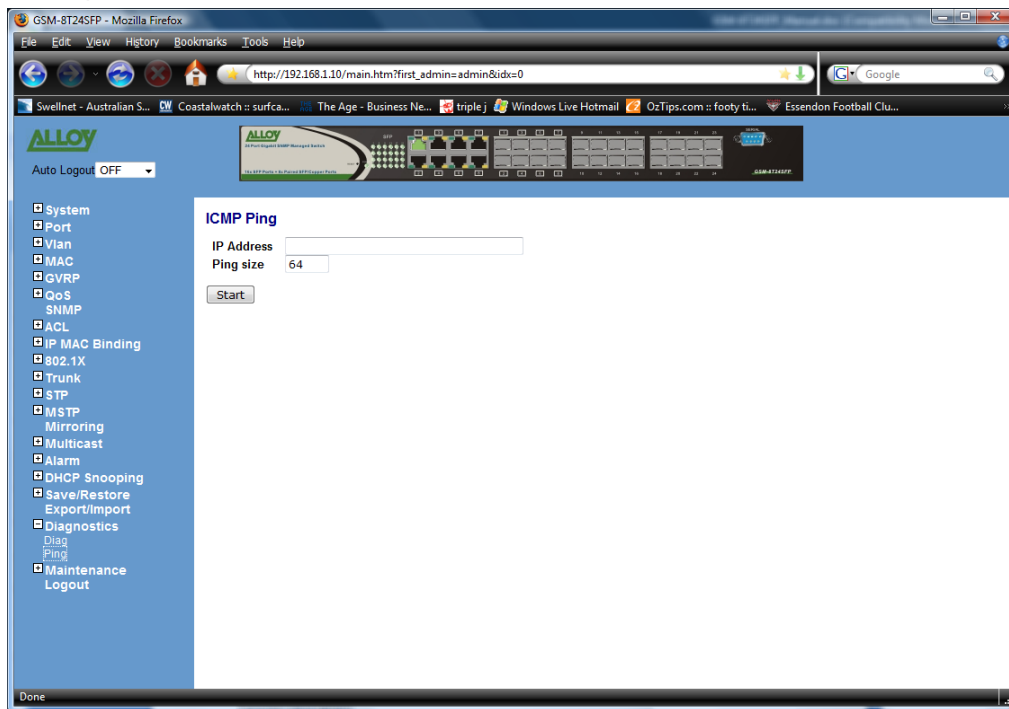 GSM-8T24SFP - Mozilla Firefox
File Edit View History Bookmarks Tools Help
http://192.168.1.10/main.htm?first_admin=admin&idx=0
G Google
Swellnet - Australian S... CW Coastalwatch :: surfca... The Age - Business Ne... triple j Windows Live Hotmail OzTips.com :: footy ti... Essendon Football Clu...
ALLOY
Auto Logout OFF
ALLOY
SFP
ICMP Ping
IP Address
Ping size 64
Start
System
Port
Vlan
MAC
GVRP
QoS
SNMP
ACL
IP MAC Binding
802.1X
Trunk
STP
MSTP
Mirroring
Multicast
Alarm
DHCP Snooping
Save/Restore
Export/Import
Diagnostics
Diag
Ping
Maintenance
Logout
Done